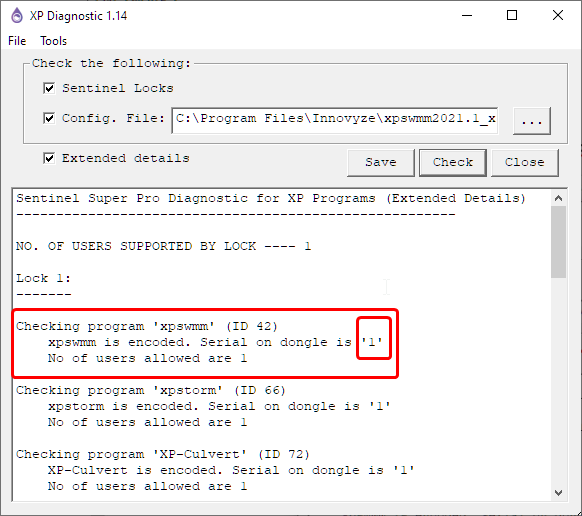 XP Diagnostic 1.14
File Tools
Check the following:
Sentinel Locks
Config. File: C:\Program Files\Innovyze\xpswmm2021.1_x ...
Extended details Save Check Close
Sentinel Super Pro Diagnostic for XP Programs (Extended Details)
-------------------------------------------------------
NO. OF USERS SUPPORTED BY LOCK ---- 1
Lock 1:
-------
Checking program 'xpswmm' (ID 42)
xpswmm is encoded. Serial on dongle is '1'
No of users allowed are 1
Checking program 'xpstorm' (ID 66)
xpstorm is encoded. Serial on dongle is '1'
No of users allowed are 1
Checking program 'XP-Culvert' (ID 72)
XP-Culvert is encoded. Serial on dongle is '1'
No of users allowed are 1